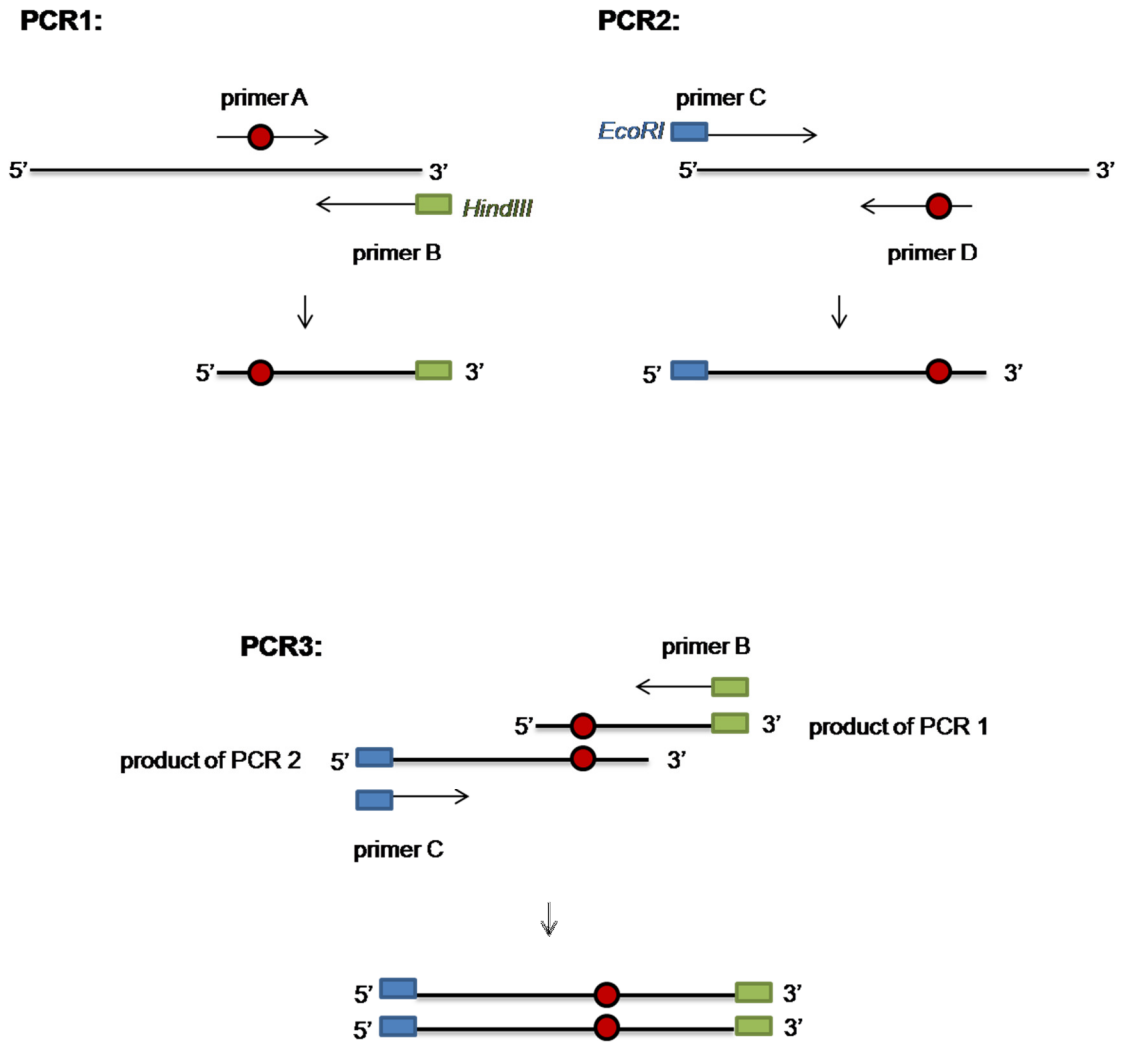 PCR1:
PCR2:
primer A
primer C
EcoRI
5’ 3’
5’ 3’
HindIII
primer B
primer D
5’ 3’
5’ 3’
PCR3:
primer B
5’ 3’ product of PCR 1
product of PCR 2 5’ 3’
primer C
5’ 3’
5’ 3’